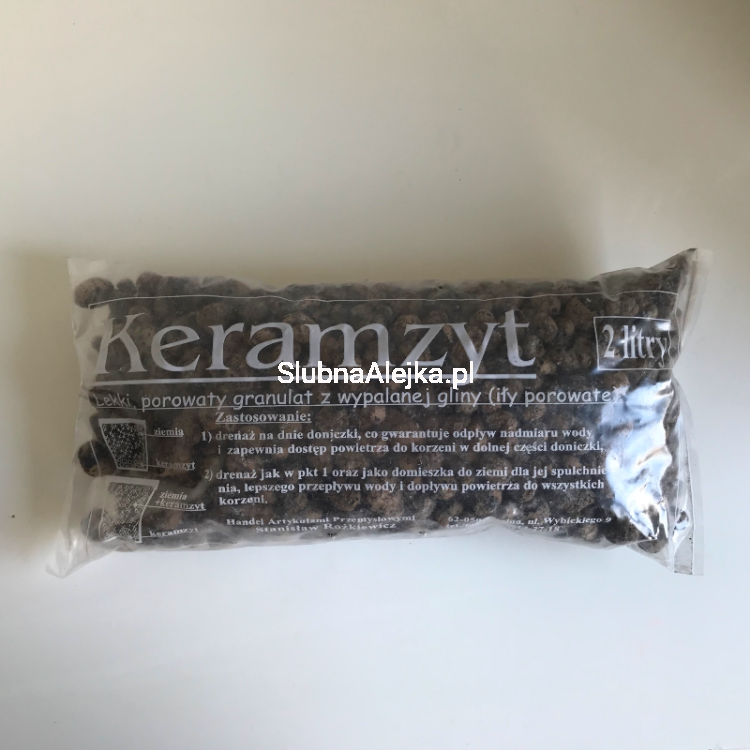 Keramzyt
2 litry
SlubnaAlejka.pl
Lekki, porowaty granulat z wypalanej gliny (iły porowate)
Zastosowanie:
ziemia
keramzyt
1) drenaż na dnie doniczki, co gwarantuje odpływ nadmiaru wody
i zapewnia dostęp powietrza do korzeni w dolnej części doniczki,
2) drenaż jak w pkt 1 oraz jako domieszka do ziemi dla jej spulchnie
nia, lepszego przepływu wody i dopływu powietrza do wszystkich
korzeni.
ziemia
+keramzyt
keramzyt
Handel Artykułami Przemysłowymi
Stanisław Rożkiewicz
ul. Wybickiego 9